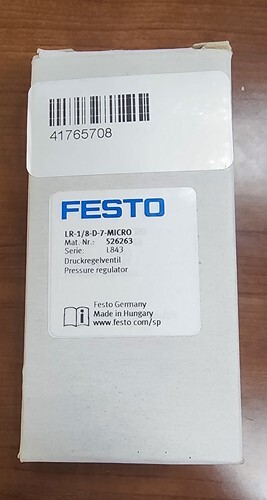 41765708
FESTO
LR-1/8-D-7-MICRO
Mat. Nr.: 526263
Serie: L843
Druckregelventil
Pressure regulator
Festo Germany
Made in Hungary
www.festo.com/sp